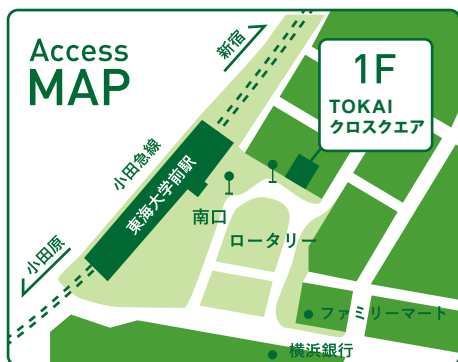 Access
MAP
新宿
1F
TOKAI
クロスクエア
小田急線
東海大学前駅
南口
ロータリー
小田原
ファミリーマート
横浜銀行